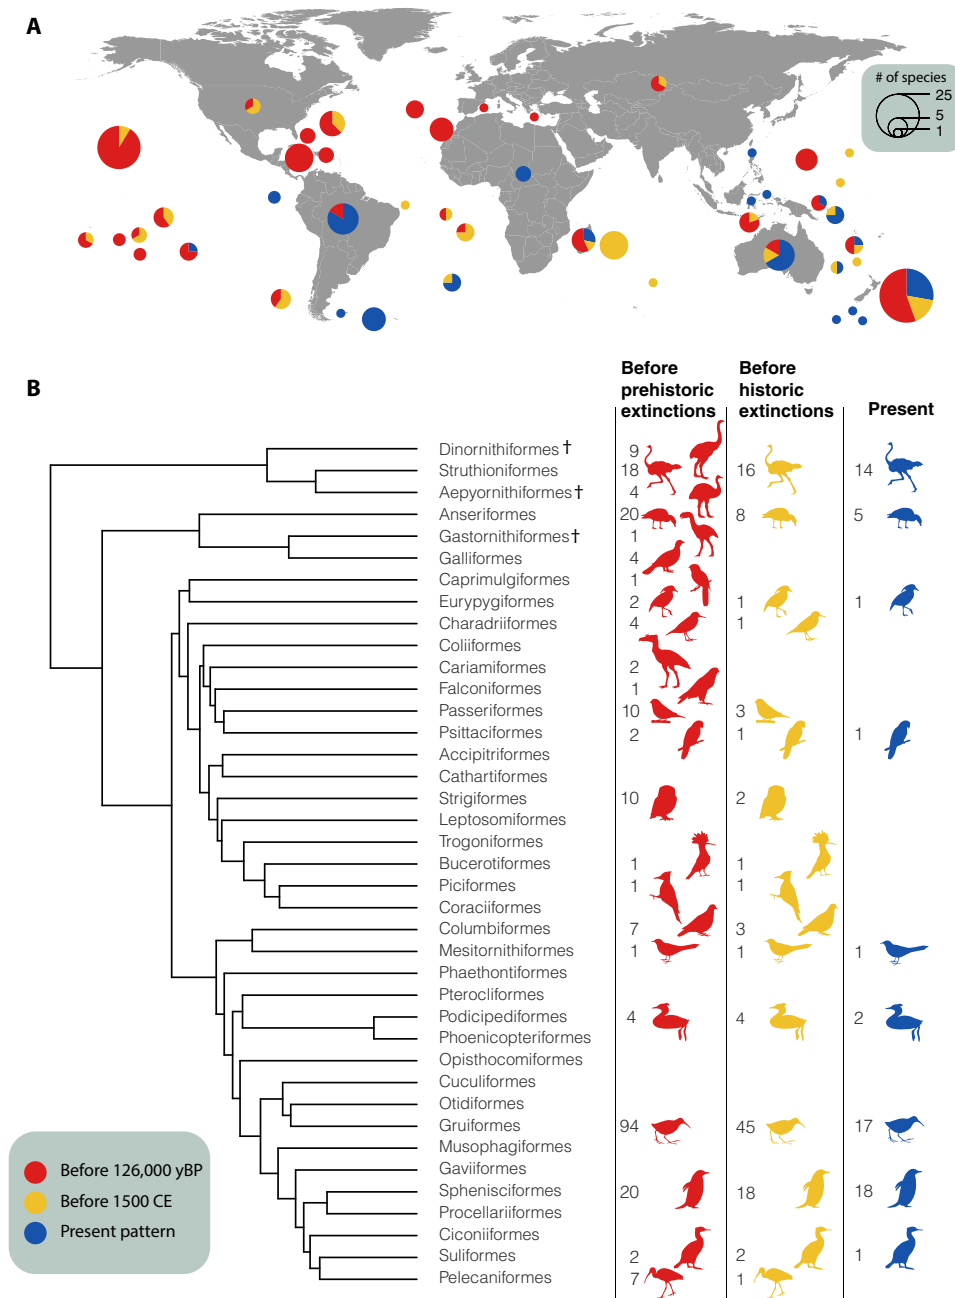 A
# of species
25
5
1
B
Before prehistoric extinctions
Before historic extinctions
Present
Dinornithiformes † 9
Struthioniformes 18 16 14
Aepyornithiformes † 4
Anseriformes 20 8 5
Gastornithiformes † 1
Galliformes 4
Caprimulgiformes 1
Eurypygiformes 2 1 1
Charadriiformes 4 1
Coliiformes
Cariamiformes 2
Falconiformes 1
Passeriformes 10 3
Psittaciformes 2 1 1
Accipitriformes
Cathartiformes
Strigiformes 10 2
Leptosomiformes
Trogoniformes
Bucerotiformes 1 1
Piciformes 1 1
Coraciiformes
Columbiformes 7 3
Mesitornithiformes 1 1 1
Phaethontiformes
Pterocliformes
Podicipediformes 4 4 2
Phoenicopteriformes
Opisthocomiformes
Cuculiformes
Otidiformes
Gruiformes 94 45 17
Musophagiformes
Gaviiformes
Sphenisciformes 20 18 18
Procellariiformes
Ciconiiformes
Suliformes 2 2 1
Pelecaniformes 7 1
Before 126,000 yBP
Before 1500 CE
Present pattern